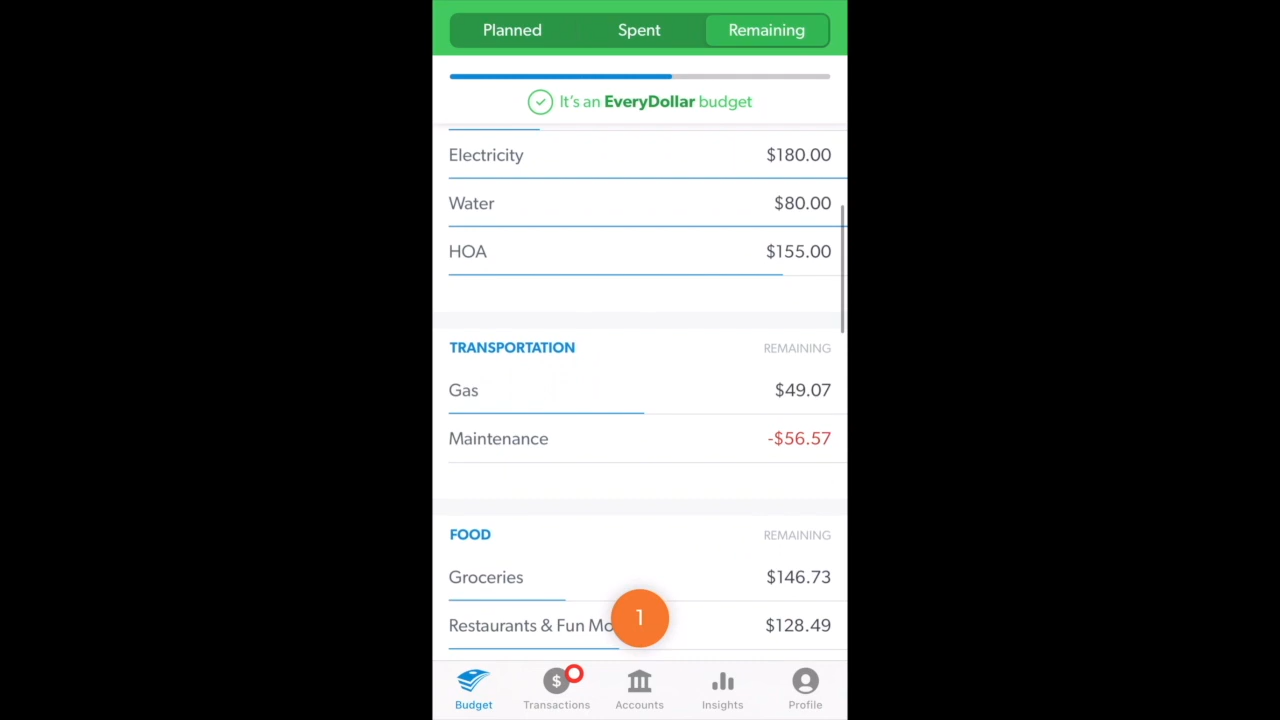 Planned Spent Remaining
It's an EveryDollar budget
Electricity $180.00
Water $80.00
HOA $155.00
TRANSPORTATION REMAINING
Gas $49.07
Maintenance -$56.57
FOOD REMAINING
Groceries $146.73
Restaurants & Fun Mo $128.49
1
$
Budget Transactions Accounts Insights Profile